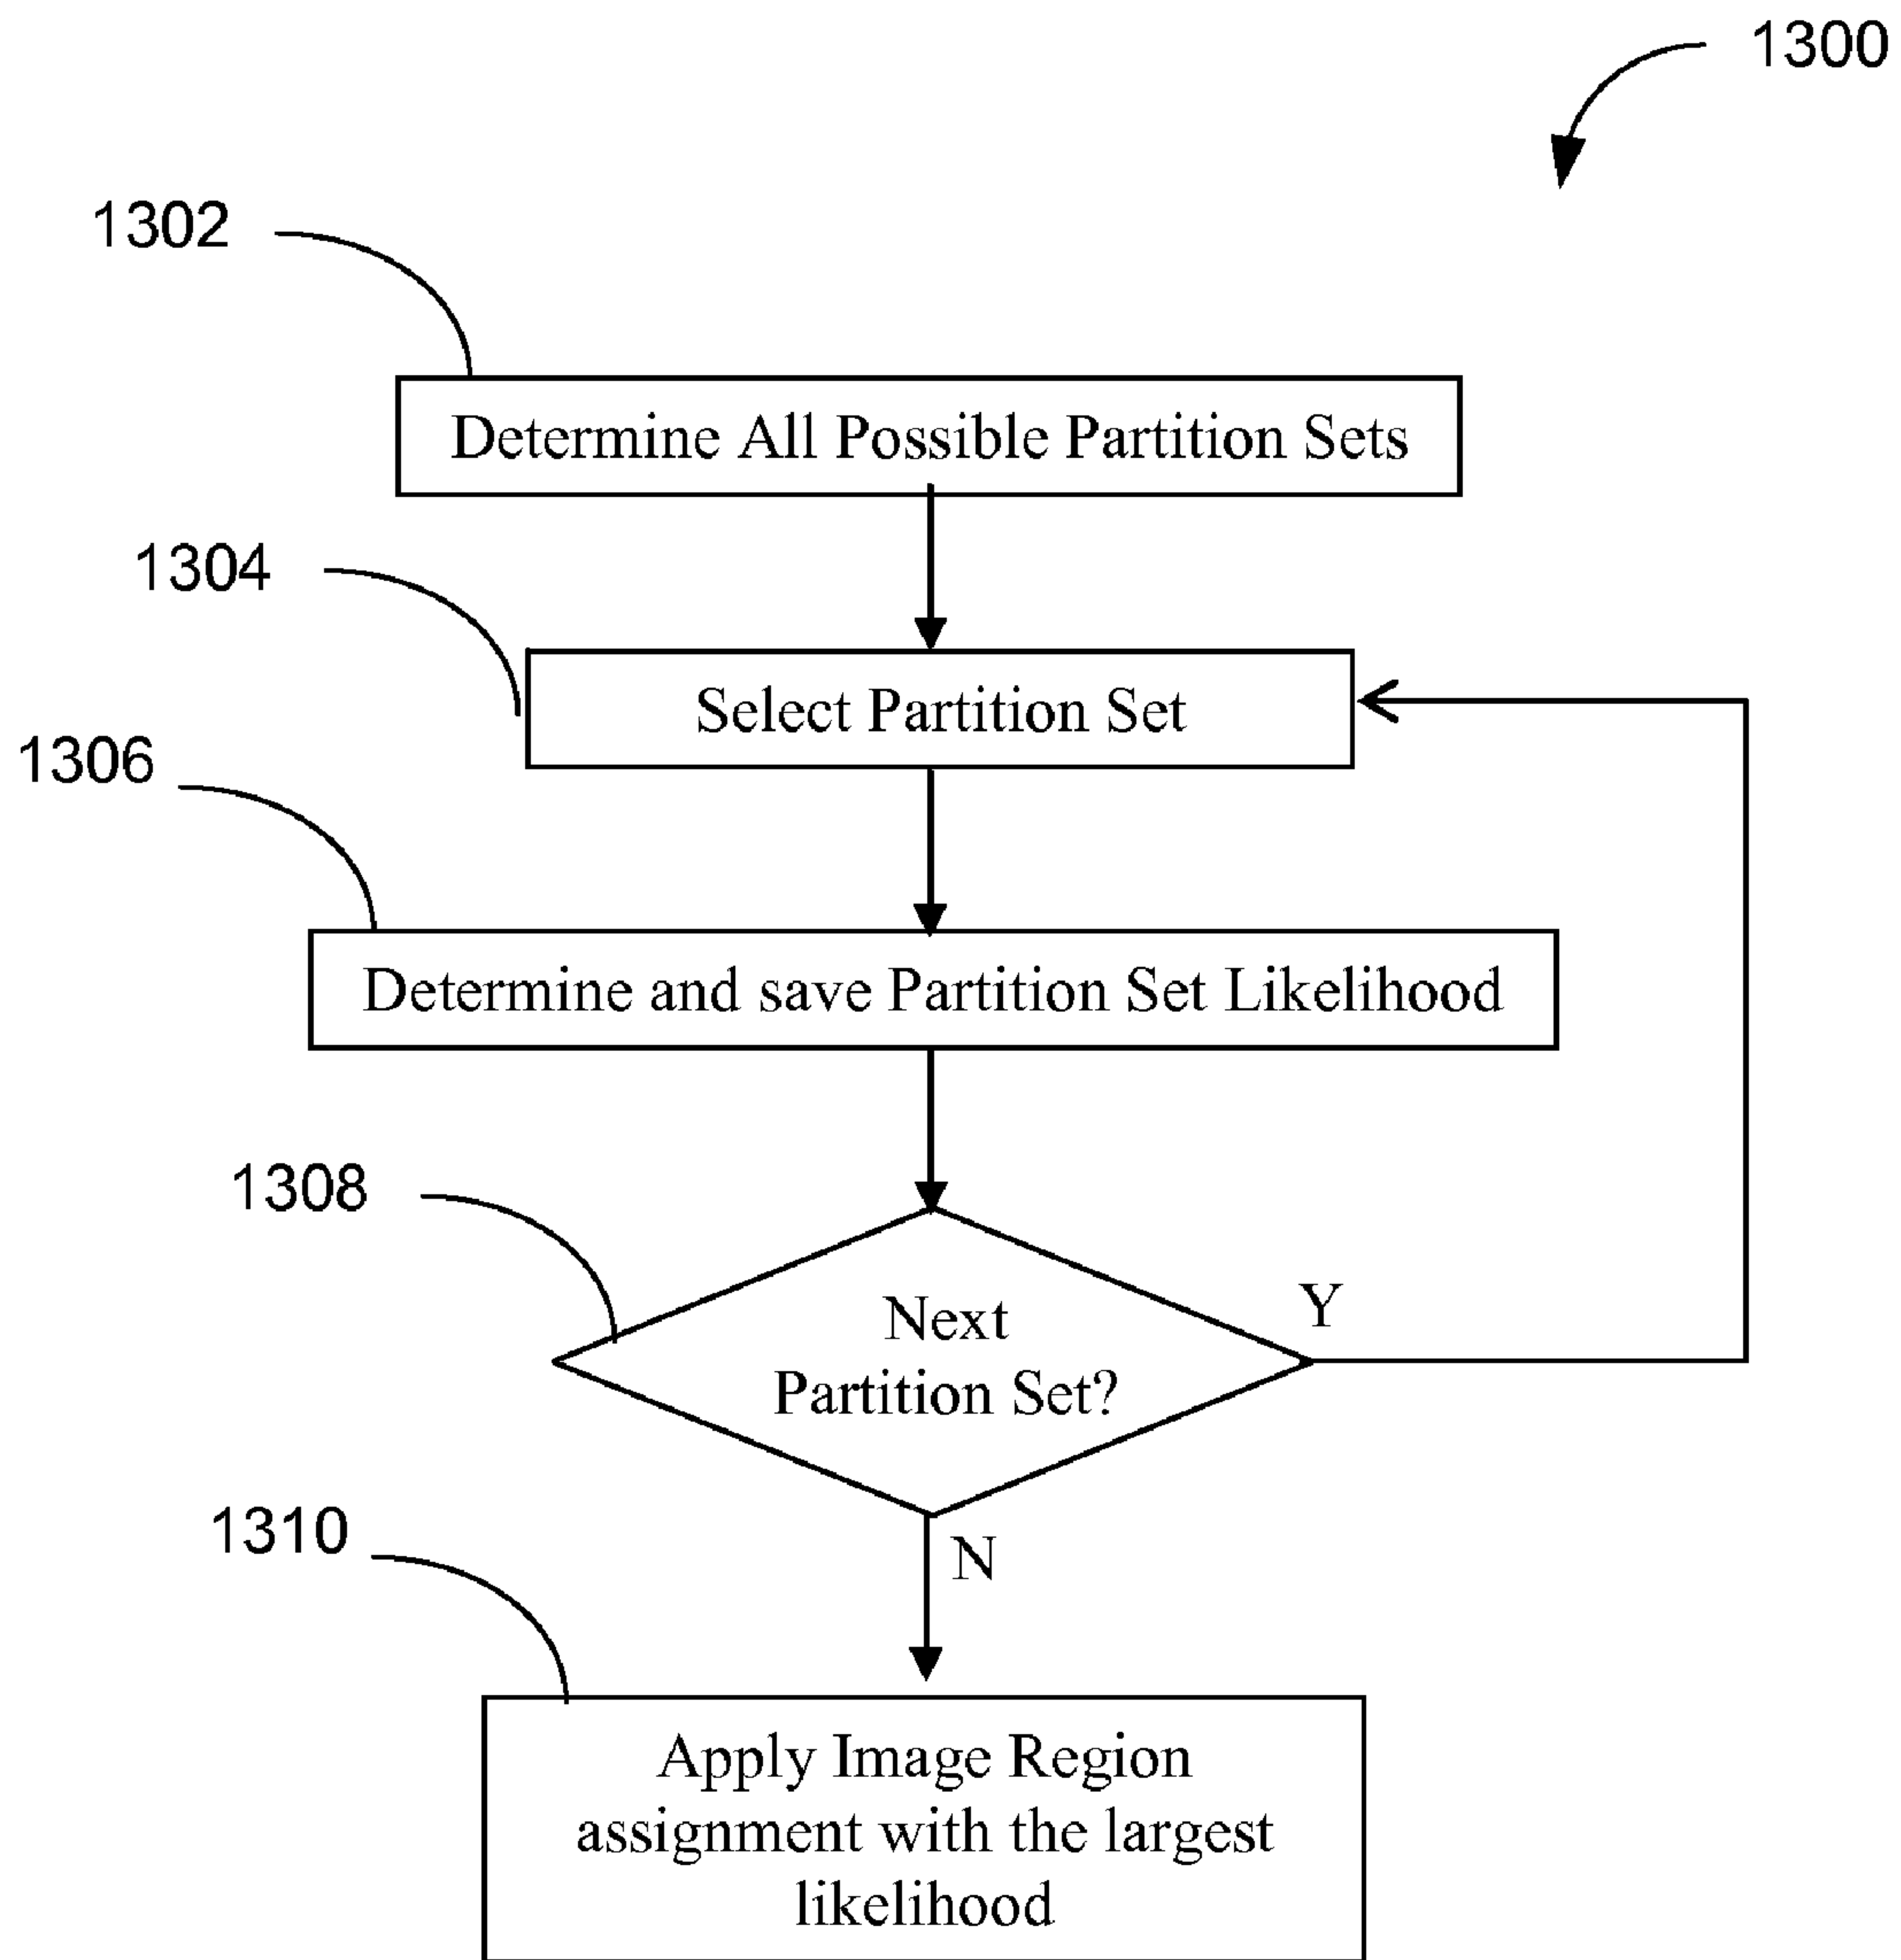 1300
1302
Determine All Possible Partition Sets
1304
Select Partition Set
1306
Determine and save Partition Set Likelihood
1308
Next
Partition Set?
Y
N
1310
Apply Image Region
assignment with the largest
likelihood